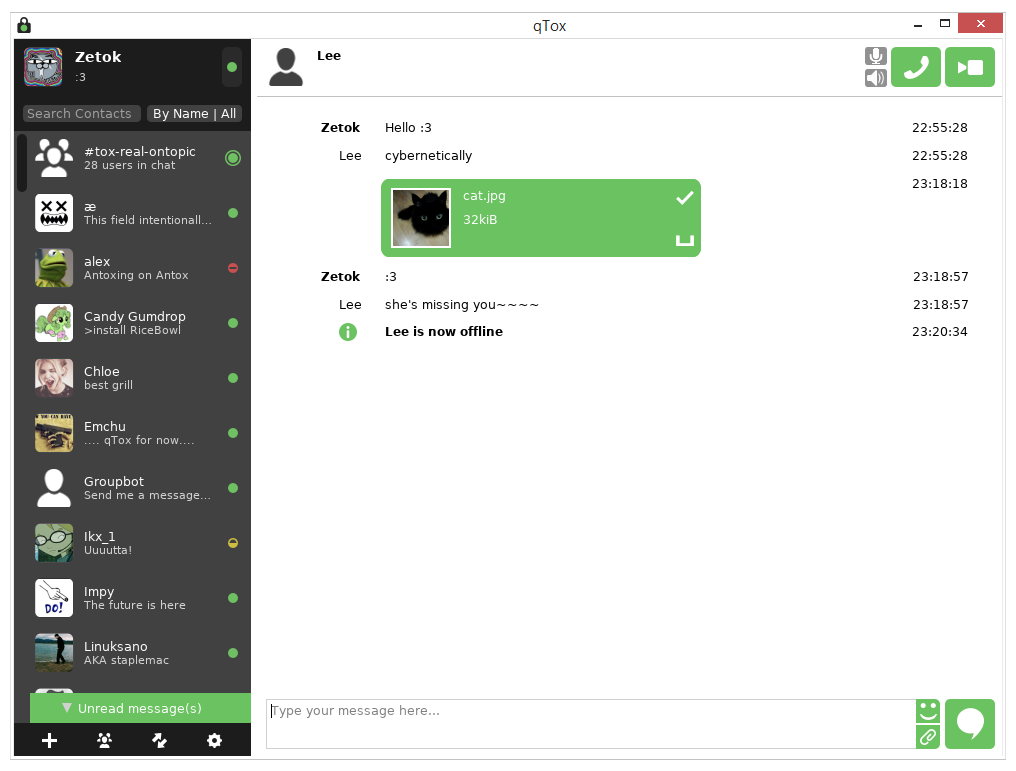 qTox
Zetok
:3
Search Contacts
By Name | All
#tox-real-ontopic
28 users in chat
æ
This field intentionall...
alex
Antoxing on Antox
Candy Gumdrop
>install RiceBowl
Chloe
best grill
Emchu
.... qTox for now....
Groupbot
Send me a message...
Ikx_1
Uuuutta!
DO!
Impy
The future is here
Linuksano
AKA staplemac
Unread message(s)
Lee
Zetok Hello :3 22:55:28
Lee cybernetically 22:55:28
cat.jpg 23:18:18
32kiB
Zetok :3 23:18:57
Lee she's missing you~~~~ 23:18:57
Lee is now offline 23:20:34
Type your message here...